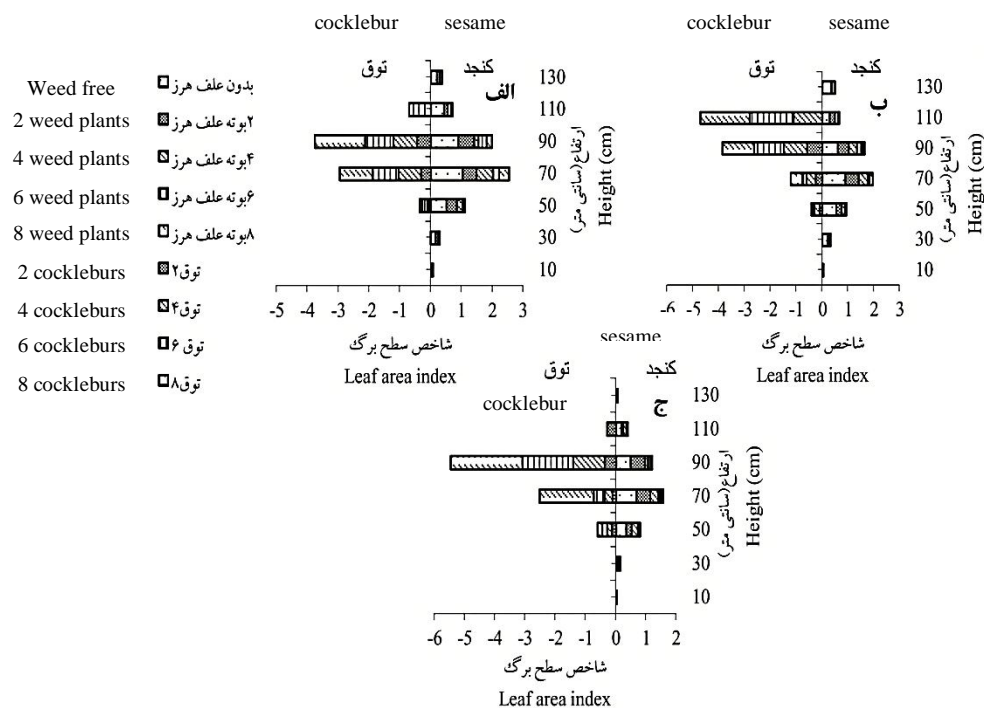 cocklebur sesame
توق کنجد
الف
130
110
90
70
50
30
10
ارتفاع(سانتی متر)
Height (cm)
-5 -4 -3 -2 -1 0 1 2 3
شاخص سطح برگ
Leaf area index
cocklebur sesame
توق کنجد
ب
130
110
90
70
50
30
10
ارتفاع(سانتی متر)
Height (cm)
-6 -5 -4 -3 -2 -1 0 1 2 3
شاخص سطح برگ
Leaf area index
Weed free بدون علف هرز
2 weed plants ۲بوته علف هرز
4 weed plants ۴بوته علف هرز
6 weed plants ۶بوته علف هرز
8 weed plants ۸بوته علف هرز
2 cockleburs توق۲
4 cockleburs توق۴
6 cockleburs توق ۶
8 cockleburs توق۸
sesame
توق کنجد
cocklebur
ج
130
110
90
70
50
30
10
ارتفاع(سانتی متر)
Height (cm)
-6 -5 -4 -3 -2 -1 0 1 2
شاخص سطح برگ
Leaf area index